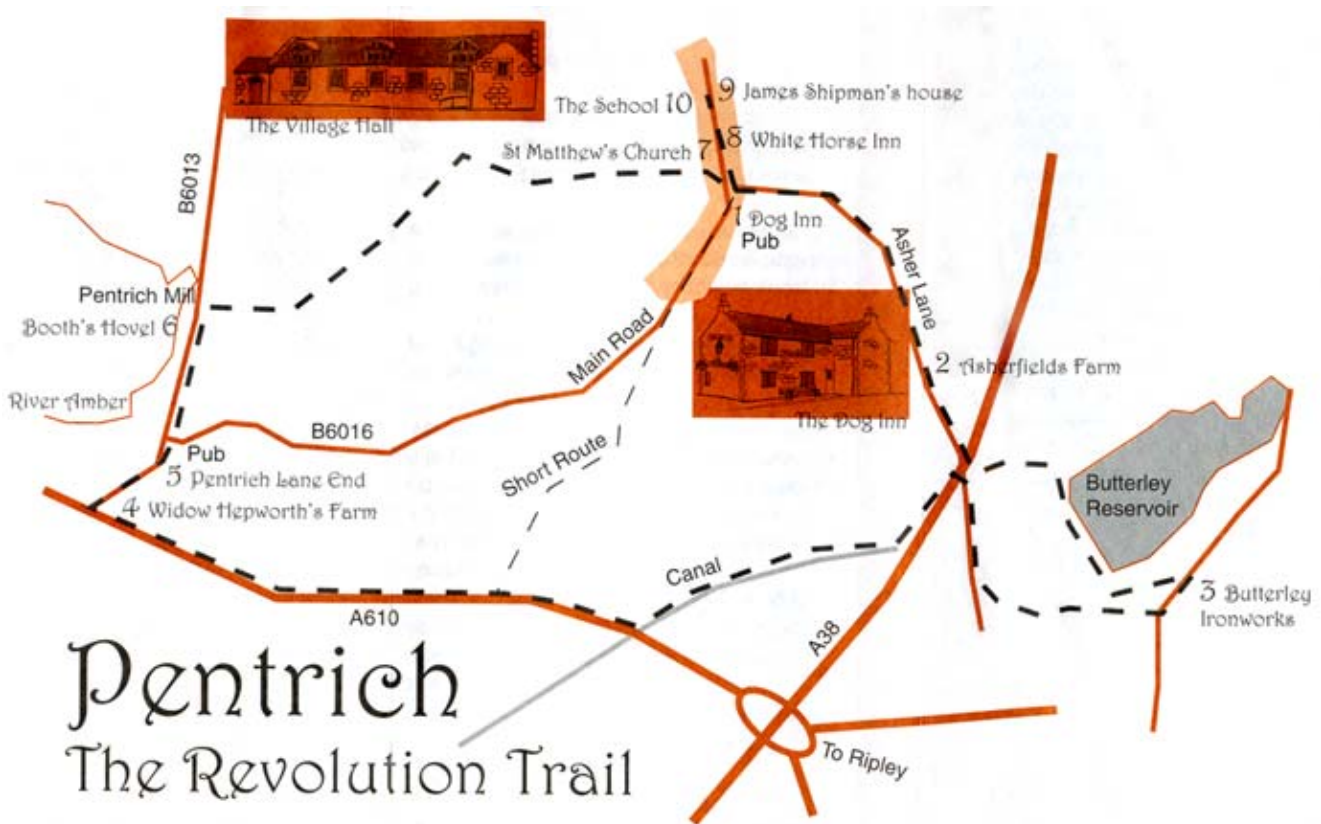 The Village Hall
The School 10
9 James Shipman's house
St Matthew's Church 7
8 White Horse Inn
1 Dog Inn
Pub
B6013
Asher Lane
Pentrich Mill
Booth's Hovel 6
River Amber
Main Road
2 Asherfields Farm
The Dog Inn
B6016
Pub
5 Pentrich Lane End
4 Widow Hepworth's Farm
Short Route
Butterley
Reservoir
Canal
3 Butterley
Ironworks
A610
A38
To Ripley
Pentrich
The Revolution Trail